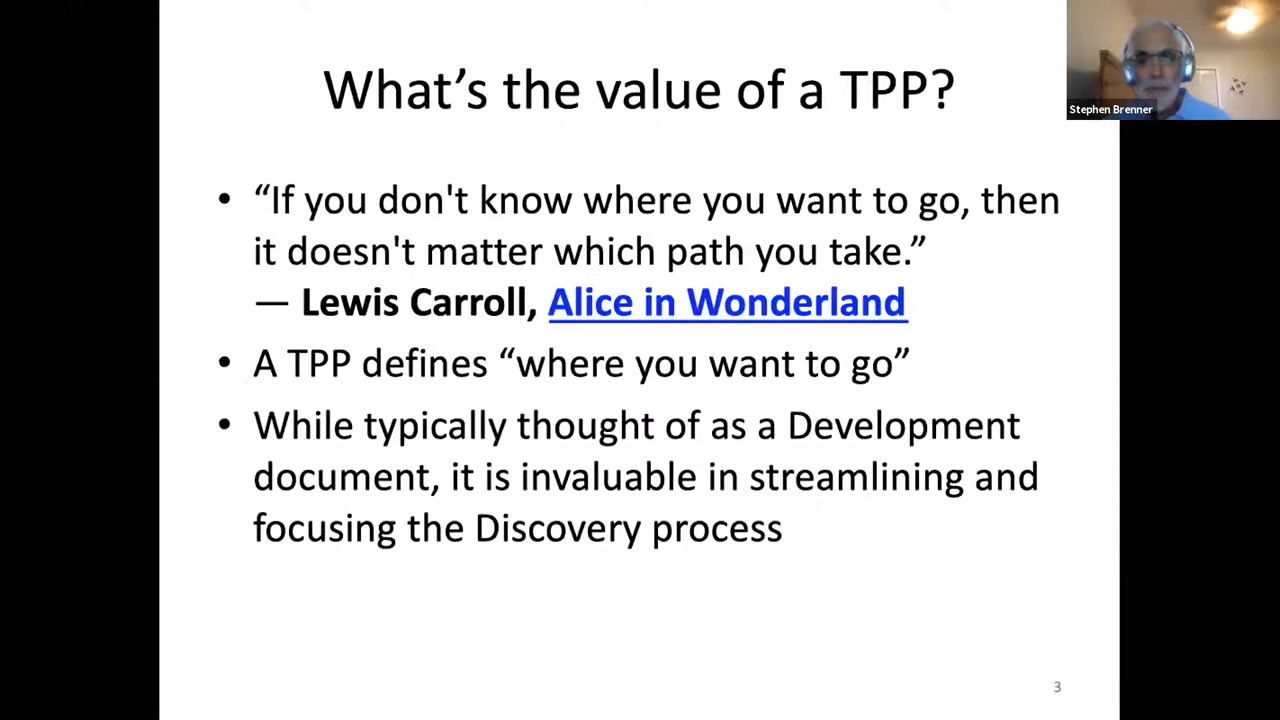 What’s the value of a TPP?
Stephen Brenner
• “If you don't know where you want to go, then
it doesn't matter which path you take.”
— Lewis Carroll, Alice in Wonderland
• A TPP defines “where you want to go”
• While typically thought of as a Development
document, it is invaluable in streamlining and
focusing the Discovery process
3